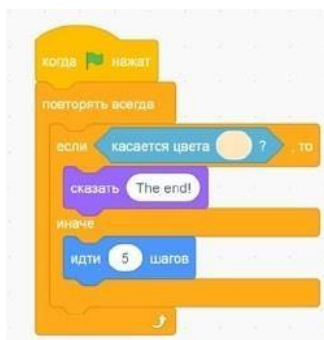 когда нажат
повторять всегда
если касается цвета ? , то
сказать The end!
иначе
идти 5 шагов